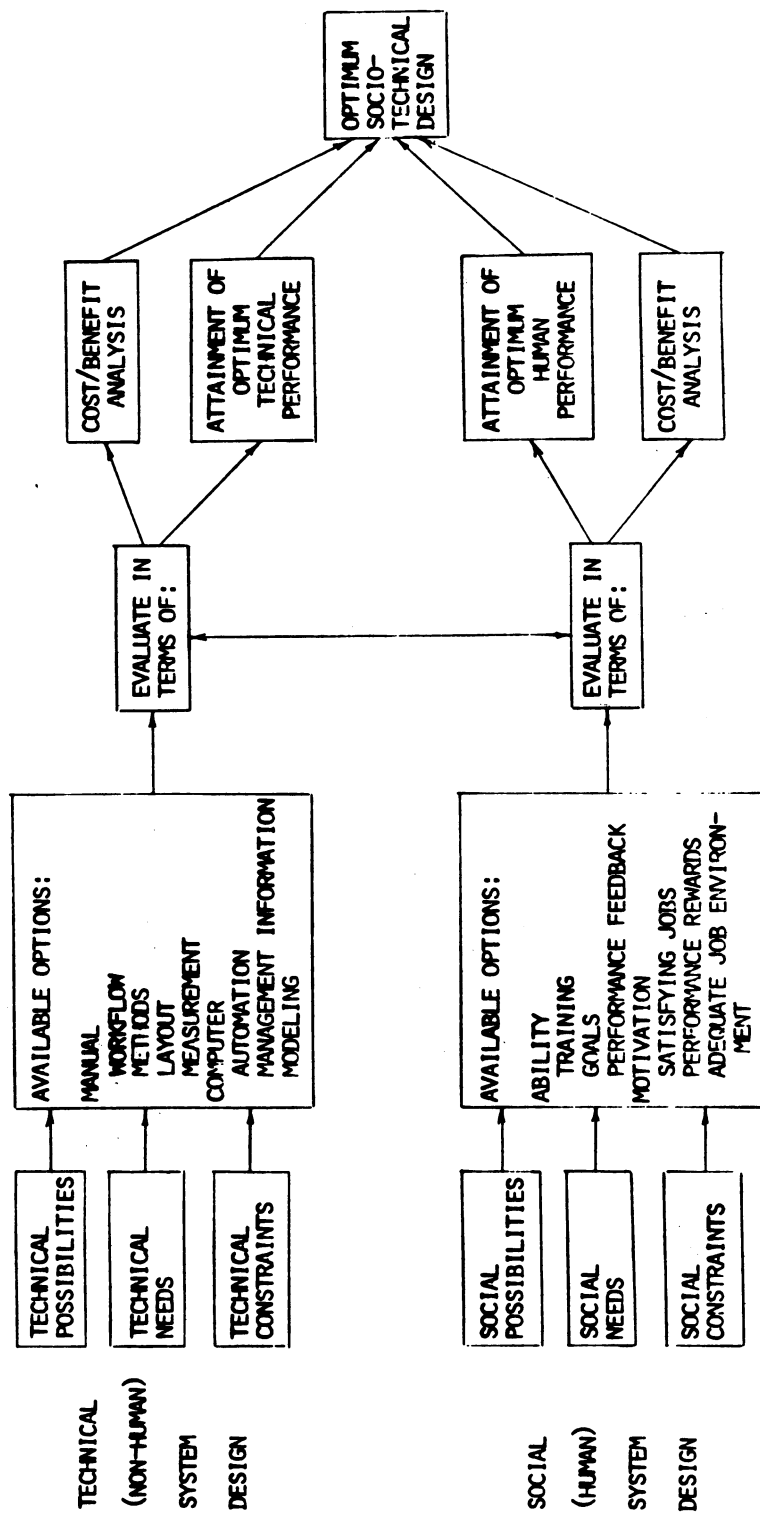 TECHNICAL
(NON-HUMAN)
SYSTEM
DESIGN
TECHNICAL
POSSIBILITIES
TECHNICAL
NEEDS
TECHNICAL
CONSTRAINTS
AVAILABLE OPTIONS:
MANUAL
WORKFLOW
METHODS
LAYOUT
MEASUREMENT
COMPUTER
AUTOMATION
MANAGEMENT INFORMATION
MODELING
EVALUATE IN
TERMS OF:
COST/BENEFIT
ANALYSIS
ATTAINMENT OF
OPTIMUM
TECHNICAL
PERFORMANCE
SOCIAL
(HUMAN)
SYSTEM
DESIGN
SOCIAL
POSSIBILITIES
SOCIAL
NEEDS
SOCIAL
CONSTRAINTS
AVAILABLE OPTIONS:
ABILITY
TRAINING
GOALS
PERFORMANCE FEEDBACK
MOTIVATION
SATISFYING JOBS
PERFORMANCE REWARDS
ADEQUATE JOB ENVIRON-
MENT
EVALUATE IN
TERMS OF:
ATTAINMENT OF
OPTIMUM
HUMAN
PERFORMANCE
COST/BENEFIT
ANALYSIS
OPTIMUM
SOCIO-
TECHNICAL
DESIGN